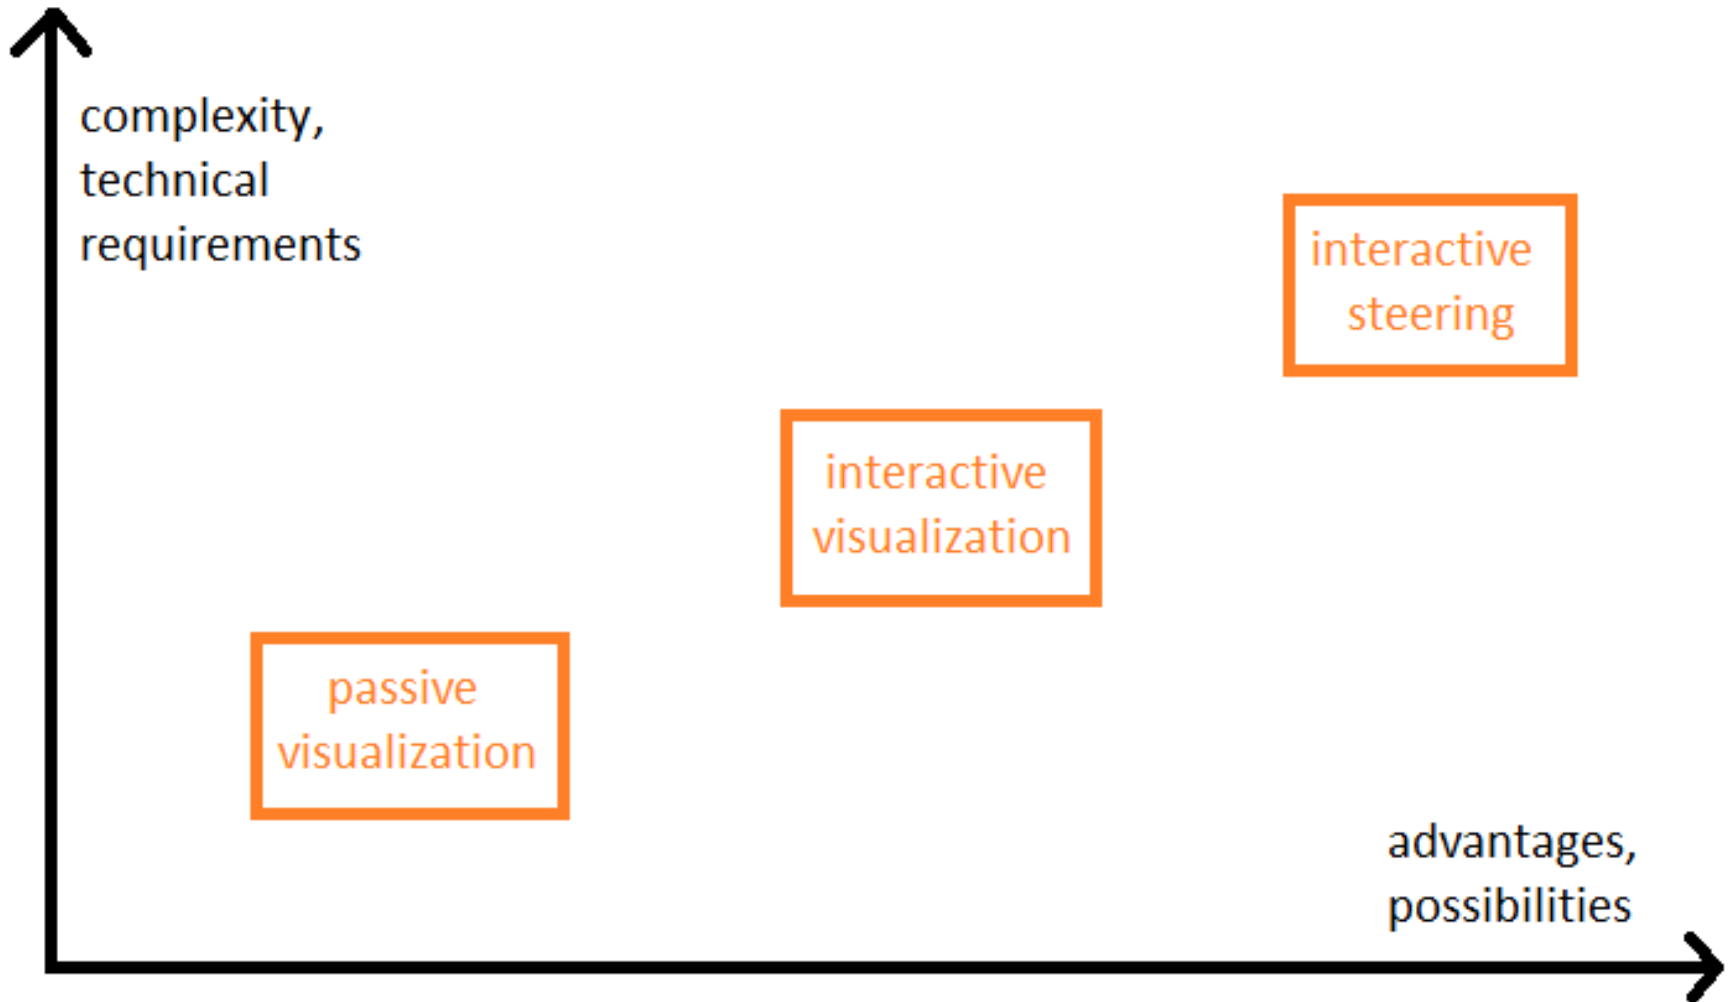 complexity,
technical
requirements
interactive
steering
interactive
visualization
passive
visualization
advantages,
possibilities